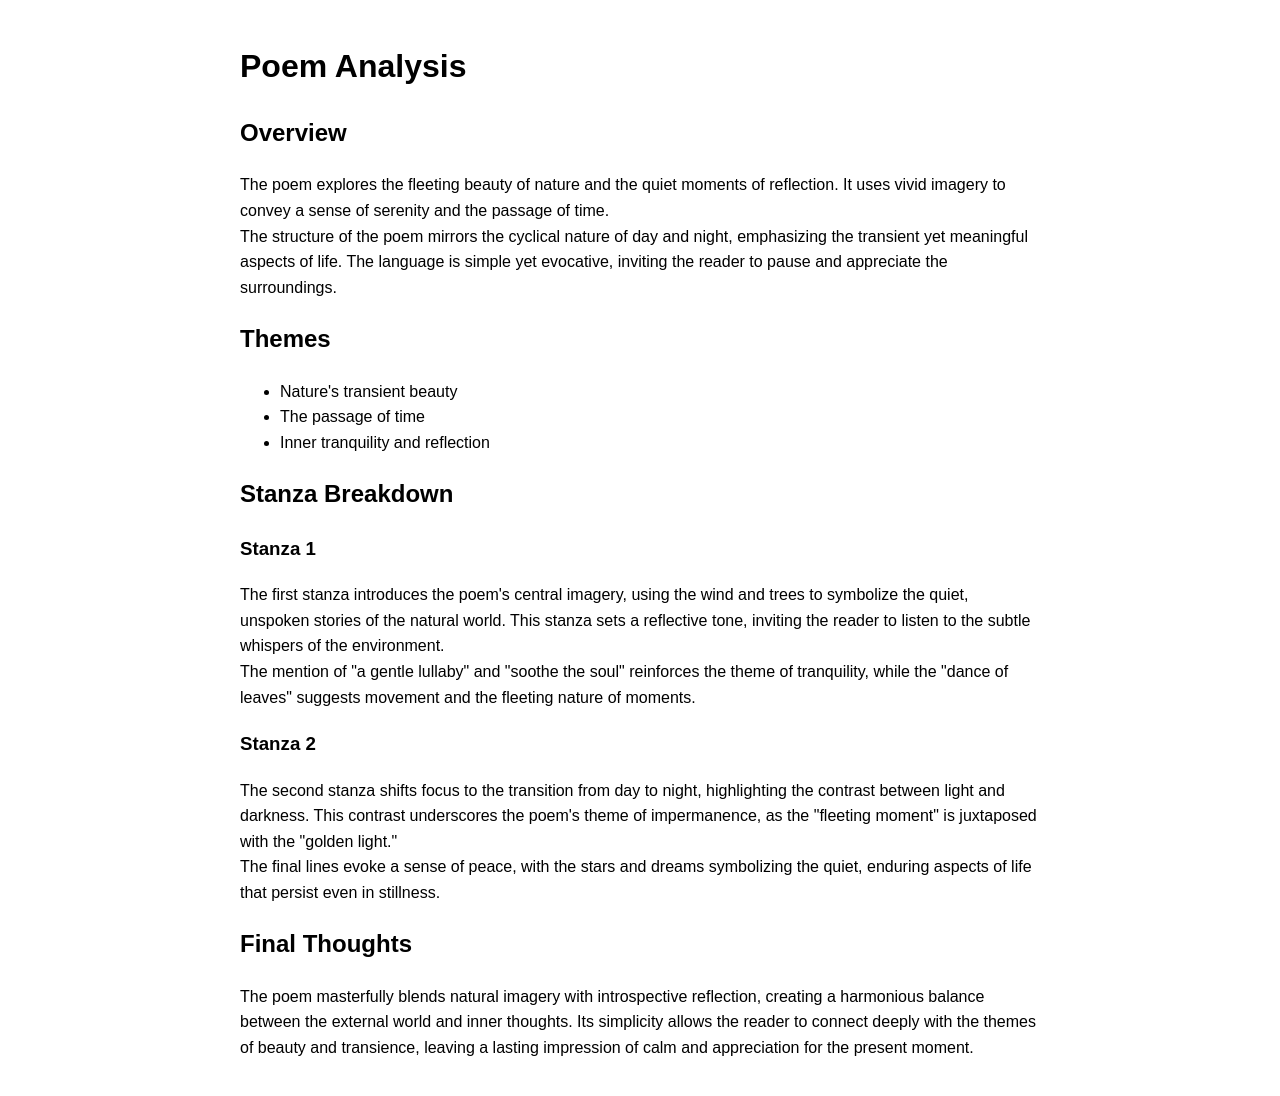 Poem Analysis
Overview
The poem explores the fleeting beauty of nature and the quiet moments of reflection. It uses vivid imagery to
convey a sense of serenity and the passage of time.
The structure of the poem mirrors the cyclical nature of day and night, emphasizing the transient yet meaningful
aspects of life. The language is simple yet evocative, inviting the reader to pause and appreciate the
surroundings.
Themes
• Nature's transient beauty
• The passage of time
• Inner tranquility and reflection
Stanza Breakdown
Stanza 1
The first stanza introduces the poem's central imagery, using the wind and trees to symbolize the quiet,
unspoken stories of the natural world. This stanza sets a reflective tone, inviting the reader to listen to the subtle
whispers of the environment.
The mention of "a gentle lullaby" and "soothe the soul" reinforces the theme of tranquility, while the "dance of
leaves" suggests movement and the fleeting nature of moments.
Stanza 2
The second stanza shifts focus to the transition from day to night, highlighting the contrast between light and
darkness. This contrast underscores the poem's theme of impermanence, as the "fleeting moment" is juxtaposed
with the "golden light."
The final lines evoke a sense of peace, with the stars and dreams symbolizing the quiet, enduring aspects of life
that persist even in stillness.
Final Thoughts
The poem masterfully blends natural imagery with introspective reflection, creating a harmonious balance
between the external world and inner thoughts. Its simplicity allows the reader to connect deeply with the themes
of beauty and transience, leaving a lasting impression of calm and appreciation for the present moment.